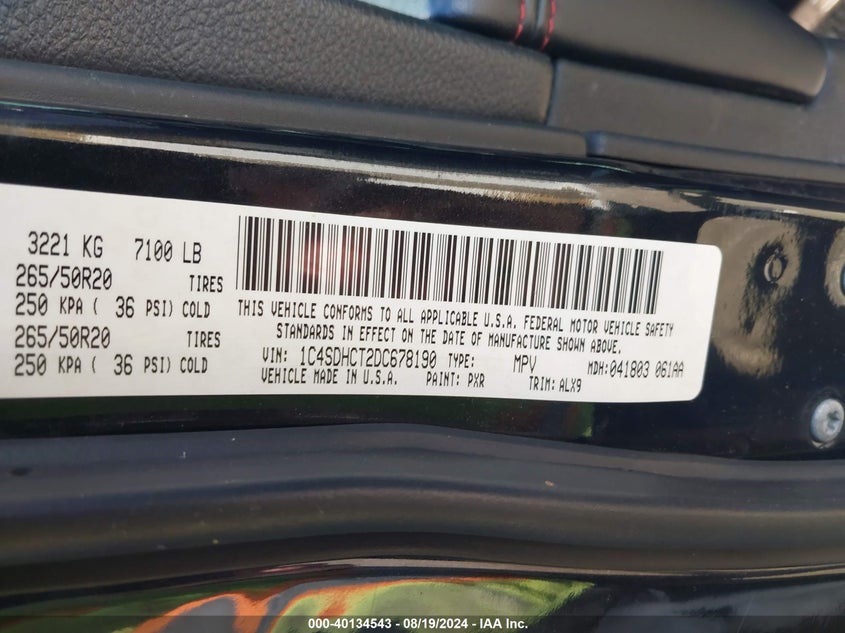 3221 KG 7100 LB
265/50R20 TIRES
250 KPA ( 36 PSI) COLD
265/50R20 TIRES
250 KPA ( 36 PSI) COLD
THIS VEHICLE CONFORMS TO ALL APPLICABLE U.S.A. FEDERAL MOTOR VEHICLE SAFETY
STANDARDS IN EFFECT ON THE DATE OF MANUFACTURE SHOWN ABOVE.
VIN: 1C4SDHCT2DC678190 TYPE: MPV MDH: 041803 061AA
VEHICLE MADE IN U.S.A. PAINT: PXR TRIM: ALX9
000-40134543 - 08/19/2024 - IAA Inc.